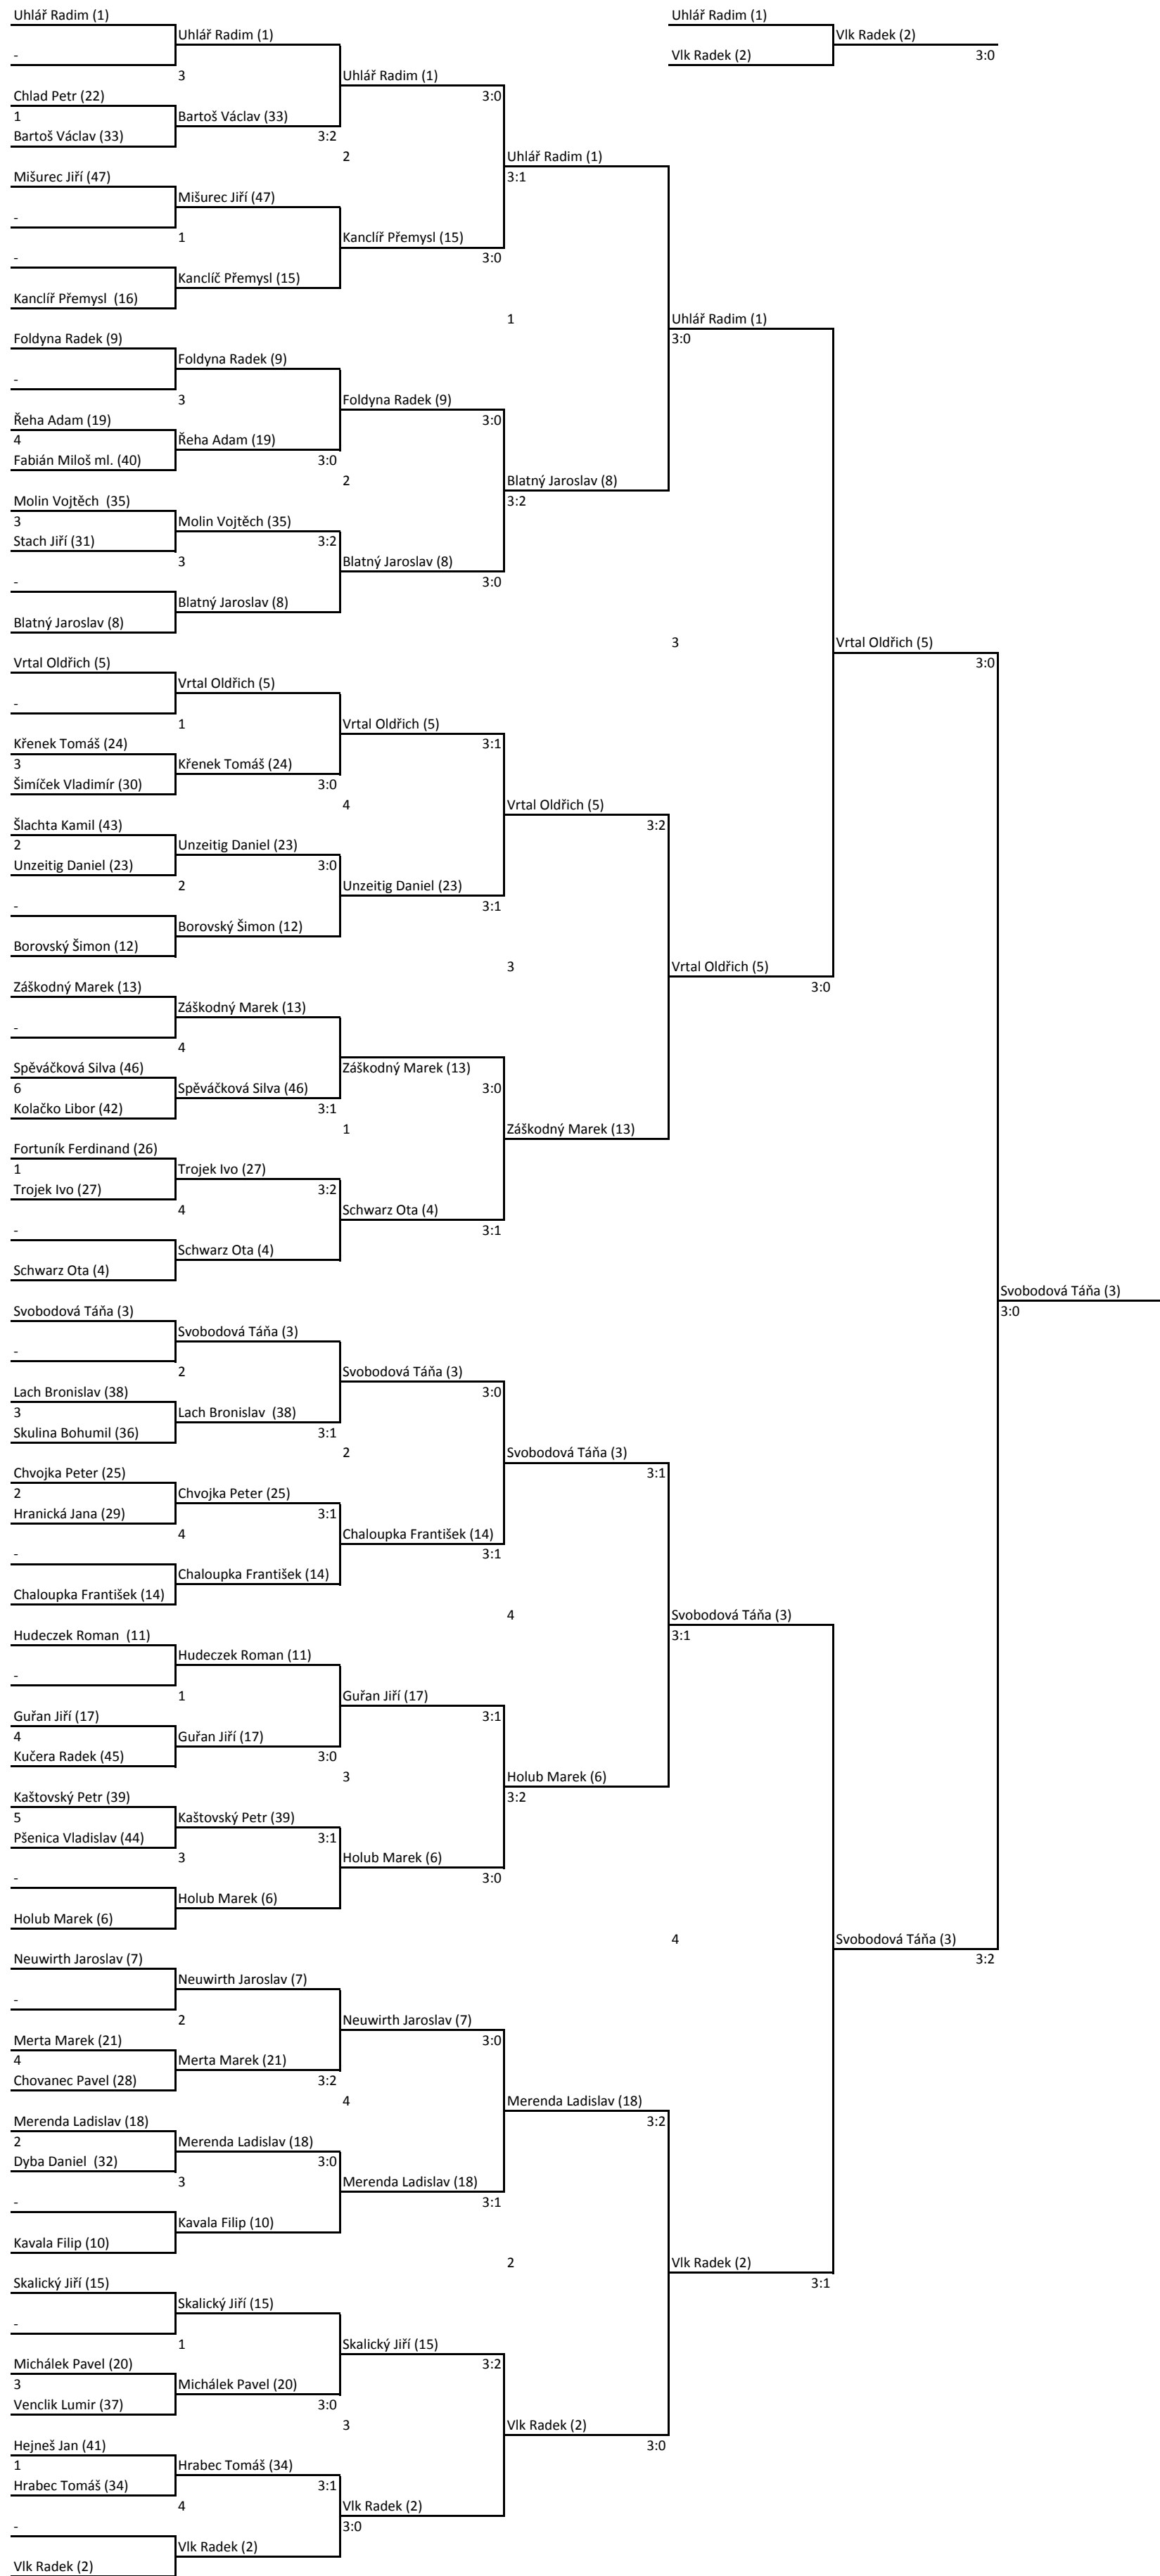 Uhlář Radim (1)
Uhlář Radim (1)
Uhlář Radim (1)
Vlk Radek (2)
-
Vlk Radek (2)
3:0
3
Uhlář Radim (1)
Chlad Petr (22)
3:0
1
Bartoš Václav (33)
Bartoš Václav (33)
3:2
2
Uhlář Radim (1)
Mišurec Jiří (47)
3:1
Mišurec Jiří (47)
-
1
Kanclíř Přemysl (15)
-
3:0
Kanclíč Přemysl (15)
Kanclíř Přemysl  (16)
1
Uhlář Radim (1)
Foldyna Radek (9)
3:0
Foldyna Radek (9)
-
3
Foldyna Radek (9)
Řeha Adam (19)
3:0
4
Řeha Adam (19)
Fabián Miloš ml. (40)
3:0
2
Blatný Jaroslav (8)
Molin Vojtěch  (35)
3:2
3
Molin Vojtěch (35)
Stach Jiří (31)
3:2
3
Blatný Jaroslav (8)
-
3:0
Blatný Jaroslav (8)
Blatný Jaroslav (8)
3
Vrtal Oldřich (5)
Vrtal Oldřich (5)
3:0
Vrtal Oldřich (5)
-
1
Vrtal Oldřich (5)
Křenek Tomáš (24)
3:1
3
Křenek Tomáš (24)
Šimíček Vladimír (30)
3:0
4
Vrtal Oldřich (5)
Šlachta Kamil (43)
3:2
2
Unzeitig Daniel (23)
Unzeitig Daniel (23)
3:0
2
Unzeitig Daniel (23)
-
3:1
Borovský Šimon (12)
Borovský Šimon (12)
3
Vrtal Oldřich (5)
Záškodný Marek (13)
3:0
Záškodný Marek (13)
-
4
Spěváčková Silva (46)
Záškodný Marek (13)
6
Spěváčková Silva (46)
3:0
Kolačko Libor (42)
3:1
1
Záškodný Marek (13)
Fortuník Ferdinand (26)
1
Trojek Ivo (27)
Trojek Ivo (27)
3:2
4
Schwarz Ota (4)
-
3:1
Schwarz Ota (4)
Schwarz Ota (4)
Svobodová Táňa (3)
Svobodová Táňa (3)
3:0
Svobodová Táňa (3)
-
2
Svobodová Táňa (3)
Lach Bronislav (38)
3:0
3
Lach Bronislav  (38)
Skulina Bohumil (36)
3:1
2
Svobodová Táňa (3)
Chvojka Peter (25)
3:1
2
Chvojka Peter (25)
Hranická Jana (29)
3:1
4
Chaloupka František (14)
-
3:1
Chaloupka František (14)
Chaloupka František (14)
4
Svobodová Táňa (3)
Hudeczek Roman  (11)
3:1
Hudeczek Roman (11)
-
1
Guřan Jiří (17)
Guřan Jiří (17)
3:1
4
Guřan Jiří (17)
Kučera Radek (45)
3:0
3
Holub Marek (6)
Kaštovský Petr (39)
3:2
5
Kaštovský Petr (39)
Pšenica Vladislav (44)
3:1
3
Holub Marek (6)
-
3:0
Holub Marek (6)
Holub Marek (6)
4
Svobodová Táňa (3)
Neuwirth Jaroslav (7)
3:2
Neuwirth Jaroslav (7)
-
2
Neuwirth Jaroslav (7)
Merta Marek (21)
3:0
4
Merta Marek (21)
Chovanec Pavel (28)
3:2
4
Merenda Ladislav (18)
Merenda Ladislav (18)
3:2
2
Merenda Ladislav (18)
Dyba Daniel  (32)
3:0
3
Merenda Ladislav (18)
-
3:1
Kavala Filip (10)
Kavala Filip (10)
2
Vlk Radek (2)
Skalický Jiří (15)
3:1
Skalický Jiří (15)
-
1
Skalický Jiří (15)
Michálek Pavel (20)
3:2
3
Michálek Pavel (20)
Venclik Lumir (37)
3:0
3
Vlk Radek (2)
Hejneš Jan (41)
3:0
1
Hrabec Tomáš (34)
Hrabec Tomáš (34)
3:1
4
Vlk Radek (2)
-
3:0
Vlk Radek (2)
Vlk Radek (2)